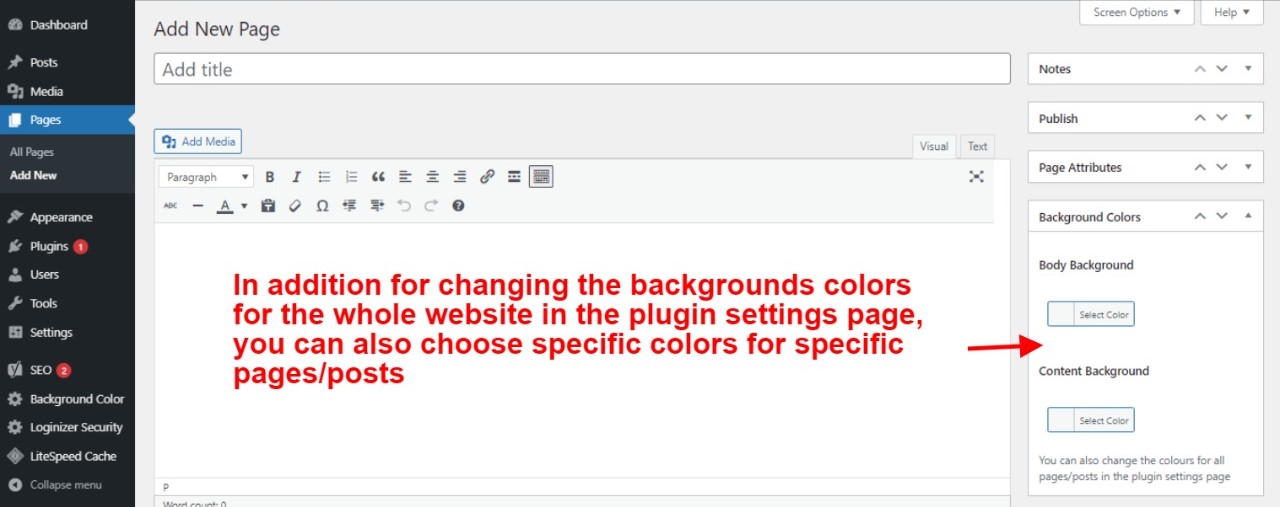 Dashboard
Posts
Media
Pages
All Pages
Add New
Appearance
Plugins 1
Users
Tools
Settings
SEO 2
Background Color
Loginizer Security
LiteSpeed Cache
Collapse menu
Screen Options
Help
Add New Page
Add title
Add Media
Visual
Text
Paragraph
B
I
ABC
A
In addition for changing the backgrounds colors
for the whole website in the plugin settings page,
you can also choose specific colors for specific
pages/posts
P
Word count: 0
Notes
Publish
Page Attributes
Background Colors
Body Background
Select Color
Content Background
Select Color
You can also change the colours for all
pages/posts in the plugin settings page